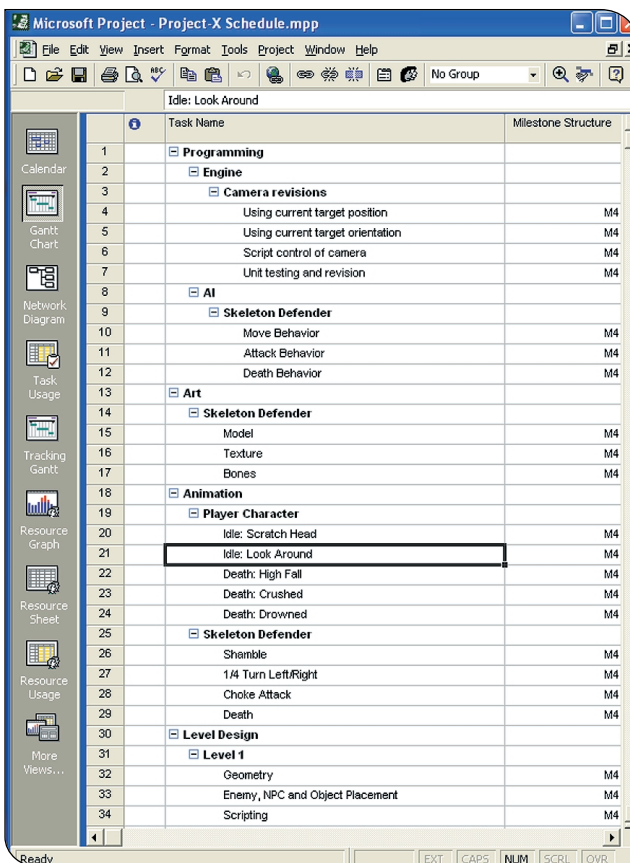 Microsoft Project - Project-X Schedule.mpp
File Edit View Insert Format Tools Project Window Help
ABC No Group
Idle: Look Around
Task Name Milestone Structure
1 Programming
2 Engine
3 Camera revisions
4 Using current target position M4
5 Using current target orientation M4
6 Script control of camera M4
7 Unit testing and revision M4
8 AI
9 Skeleton Defender
10 Move Behavior M4
11 Attack Behavior M4
12 Death Behavior M4
13 Art
14 Skeleton Defender
15 Model M4
16 Texture M4
17 Bones M4
18 Animation
19 Player Character
20 Idle: Scratch Head M4
21 Idle: Look Around M4
22 Death: High Fall M4
23 Death: Crushed M4
24 Death: Drowned M4
25 Skeleton Defender
26 Shamble M4
27 1/4 Turn Left/Right M4
28 Choke Attack M4
29 Death M4
30 Level Design
31 Level 1
32 Geometry M4
33 Enemy, NPC and Object Placement M4
34 Scripting M4
Calendar
Gantt
Chart
Network
Diagram
Task
Usage
Tracking
Gantt
Resource
Graph
Resource
Sheet
Resource
Usage
More
Views...
Ready EXT CAPS NUM SCRL OVR